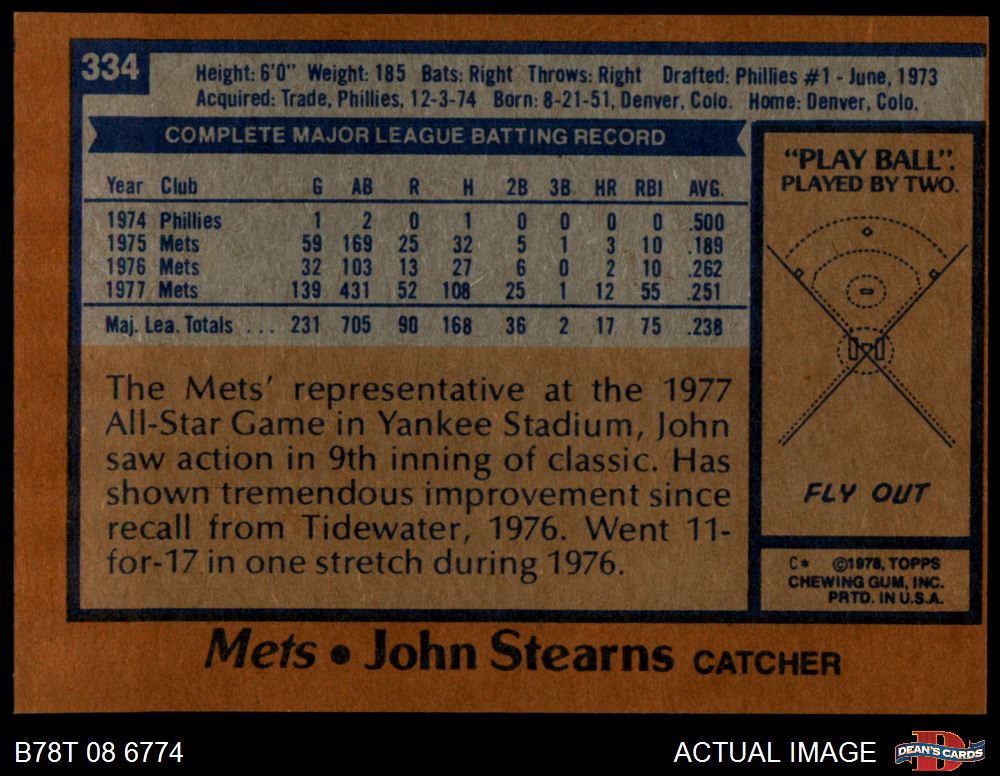 334
Height: 6'0" Weight: 185 Bats: Right Throws: Right Drafted: Phillies #1 - June, 1973
Acquired: Trade, Phillies, 12-3-74 Born: 8-21-51, Denver, Colo. Home: Denver, Colo.
COMPLETE MAJOR LEAGUE BATTING RECORD
Year Club G AB R H 2B 3B HR RBI AVG.
1974 Phillies 1 2 0 1 0 0 0 0 .500
1975 Mets 59 169 25 32 5 1 3 10 .189
1976 Mets 32 103 13 27 6 0 2 10 .262
1977 Mets 139 431 52 108 25 1 12 55 .251
Maj. Lea. Totals ... 231 705 90 168 36 2 17 75 .238
The Mets' representative at the 1977
All-Star Game in Yankee Stadium, John
saw action in 9th inning of classic. Has
shown tremendous improvement since
recall from Tidewater, 1976. Went 11-
for-17 in one stretch during 1976.
"PLAY BALL".
PLAYED BY TWO.
FLY OUT
C* ©1978, TOPPS
CHEWING GUM, INC.
PRTD. IN U.S.A.
Mets • John Stearns CATCHER
B78T 08 6774
ACTUAL IMAGE
DEAN'S CARDS